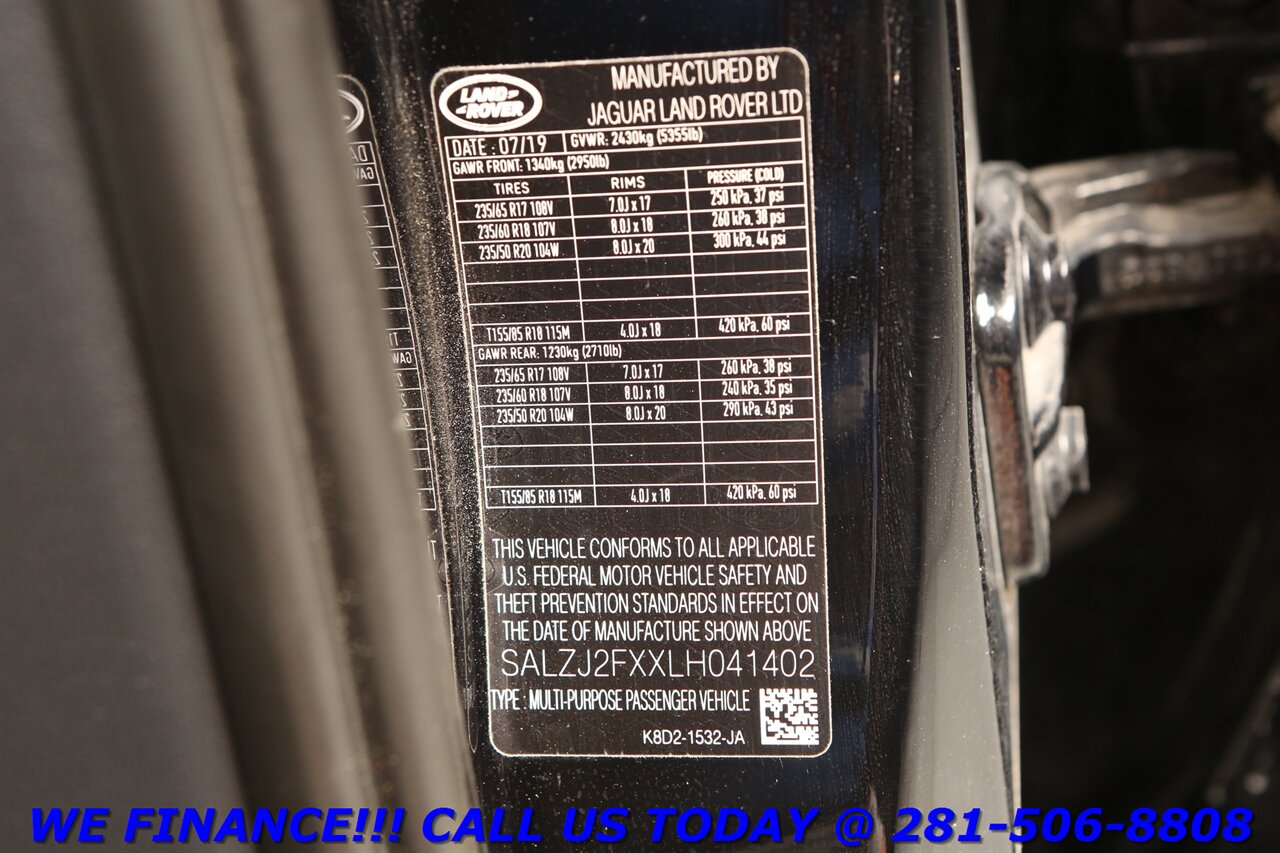 LAND ROVER
MANUFACTURED BY
JAGUAR LAND ROVER LTD
DATE : 07/19 GVWR: 2430kg (5355lb)
GAWR FRONT: 1340kg (2950lb)
TIRES RIMS PRESSURE (COLD)
235/65 R17 108V 7.0J x 17 250 kPa, 37 psi
235/60 R18 107V 8.0J x 18 260 kPa, 38 psi
235/50 R20 104W 8.0J x 20 300 kPa, 44 psi
T155/85 R18 115M 4.0J x 18 420 kPa, 60 psi
GAWR REAR: 1230kg (2710lb)
235/65 R17 108V 7.0J x 17 260 kPa, 38 psi
235/60 R18 107V 8.0J x 18 240 kPa, 35 psi
235/50 R20 104W 8.0J x 20 290 kPa, 43 psi
T155/85 R18 115M 4.0J x 18 420 kPa, 60 psi
THIS VEHICLE CONFORMS TO ALL APPLICABLE
U.S. FEDERAL MOTOR VEHICLE SAFETY AND
THEFT PREVENTION STANDARDS IN EFFECT ON
THE DATE OF MANUFACTURE SHOWN ABOVE
SALZJ2FXXLH041402
TYPE : MULTI-PURPOSE PASSENGER VEHICLE
K8D2-1532-JA
WE FINANCE!!! CALL US TODAY @ 281-506-8808